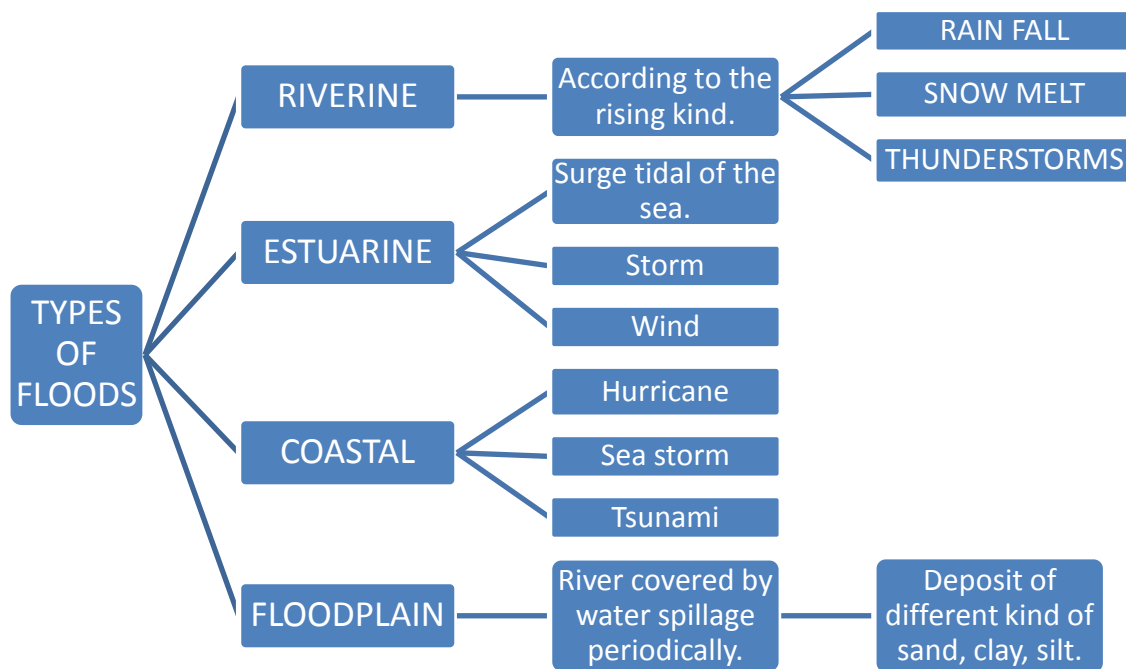 TYPES
OF
FLOODS
RIVERINE
According to the
rising kind.
RAIN FALL
SNOW MELT
THUNDERSTORMS
ESTUARINE
Surge tidal of the
sea.
Storm
Wind
COASTAL
Hurricane
Sea storm
Tsunami
FLOODPLAIN
River covered by
water spillage
periodically.
Deposit of
different kind of
sand, clay, silt.